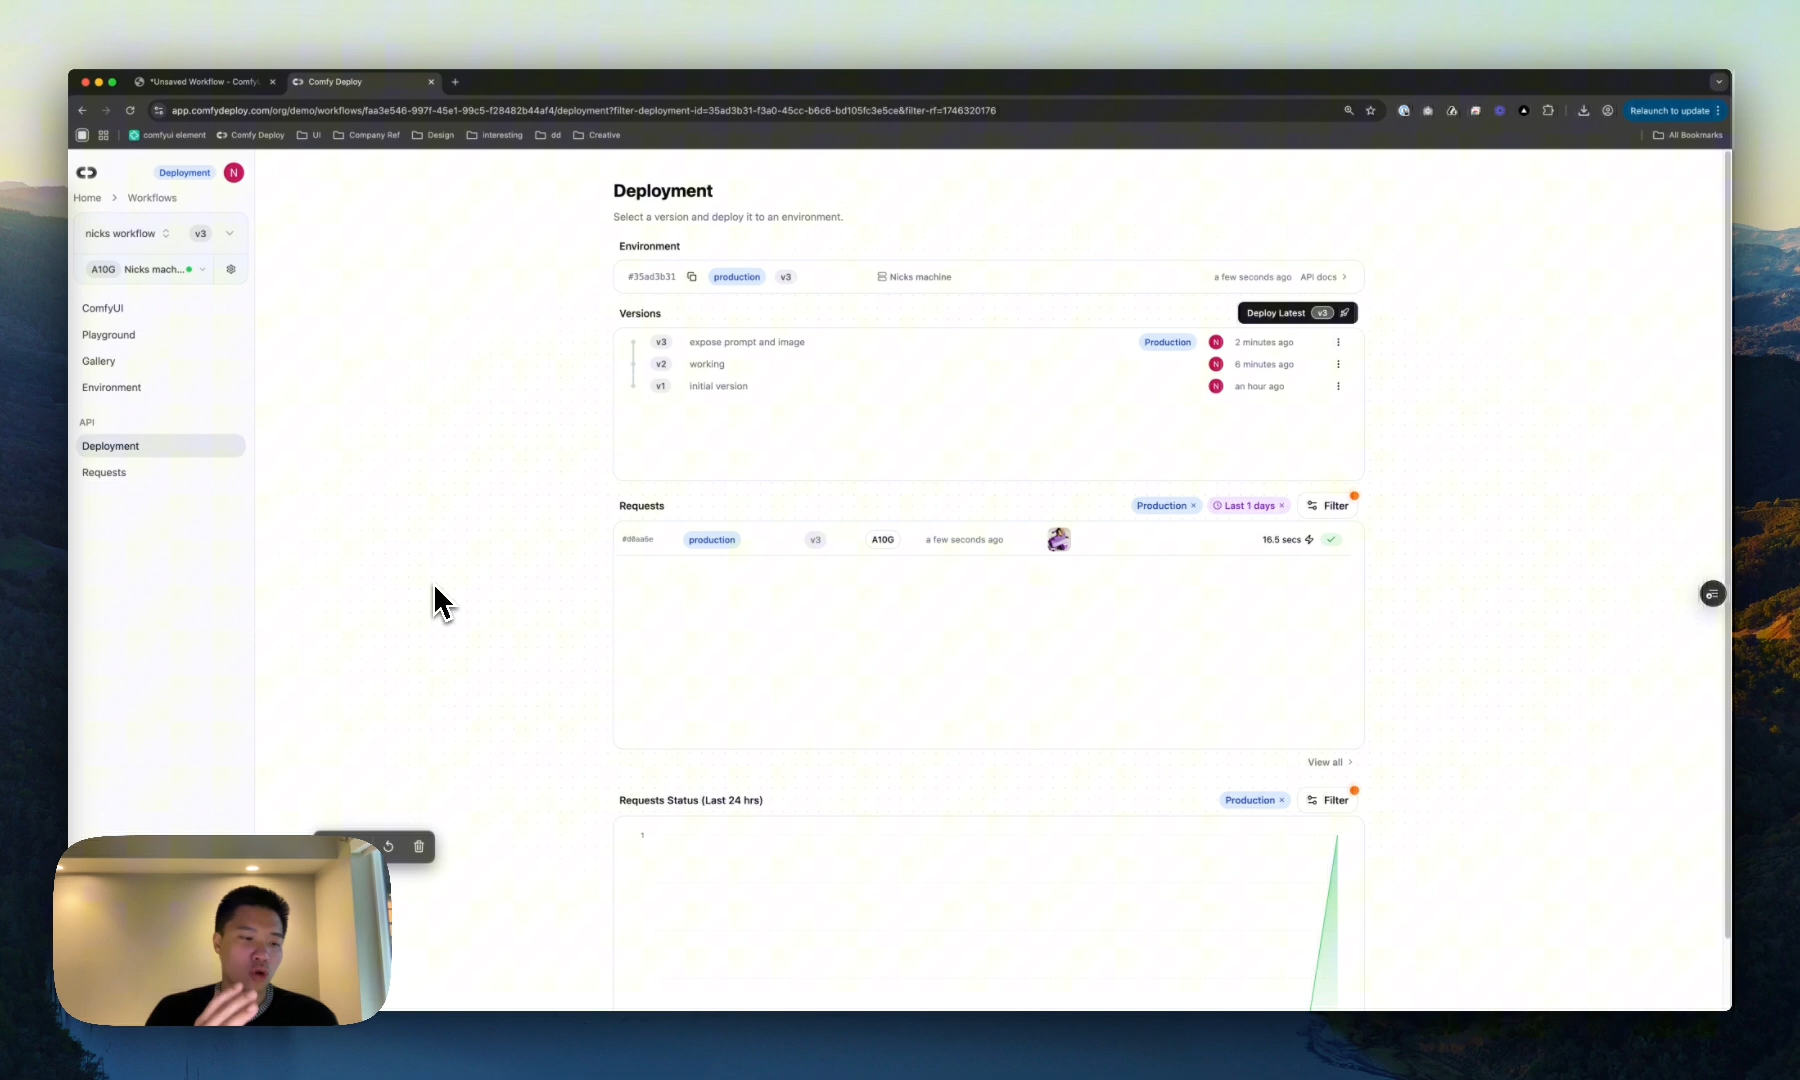 *Unsaved Workflow - Comfy
Comfy Deploy
app.comfydeploy.com/org/demo/workflows/faa3e546-997f-45e1-99c5-f28482b44af4/deployment?filter-deployment-id=35ad3b31-f3a0-45cc-b6c6-bd105fc3e5ce&filter-rf=1746320176
Relaunch to update
comfyui element
Comfy Deploy
UI
Company Ref
Design
Interesting
dd
Creative
All Bookmarks
Deployment
N
Home > Workflows
nicks workflow
v3
A10G
Nicks mach...
ComfyUI
Playground
Gallery
Environment
API
Deployment
Requests
Deployment
Select a version and deploy it to an environment.
Environment
#35ad3b31 production v3 Nicks machine a few seconds ago API docs >
Versions
Deploy Latest v3
v3 expose prompt and image Production N 2 minutes ago
v2 working N 6 minutes ago
v1 initial version N an hour ago
Requests
Production × Last 1 days × Filter
#d8aa6e production v3 A10G a few seconds ago 16.5 secs
View all >
Requests Status (Last 24 hrs)
Production × Filter
1